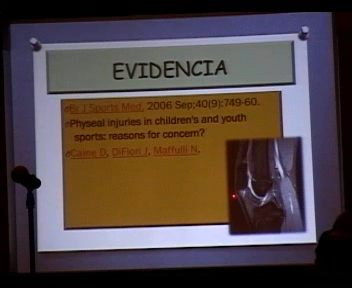 EVIDENCIA
Br J Sports Med. 2006 Sep;40(9):749-60.
Physeal injuries in children's and youth
sports: reasons for concern?
Caine D, DiFiori J, Maffulli N.